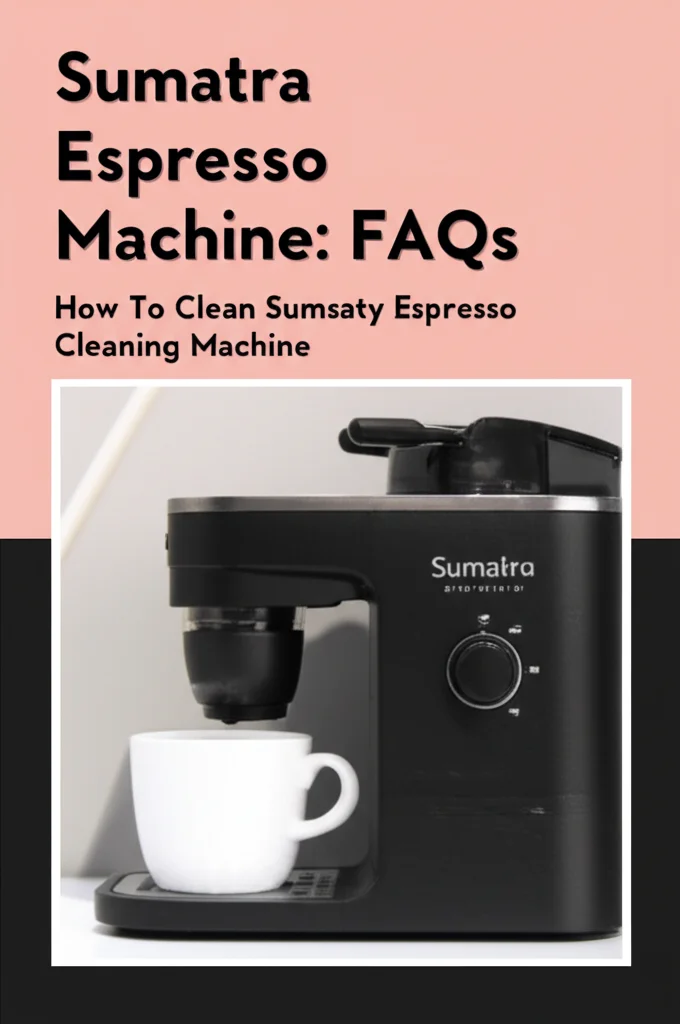 Sumatra
Espresso
Machine: FAQs
How To Clean Sumsaty Espresso
Cleaning Machine
Sumatra